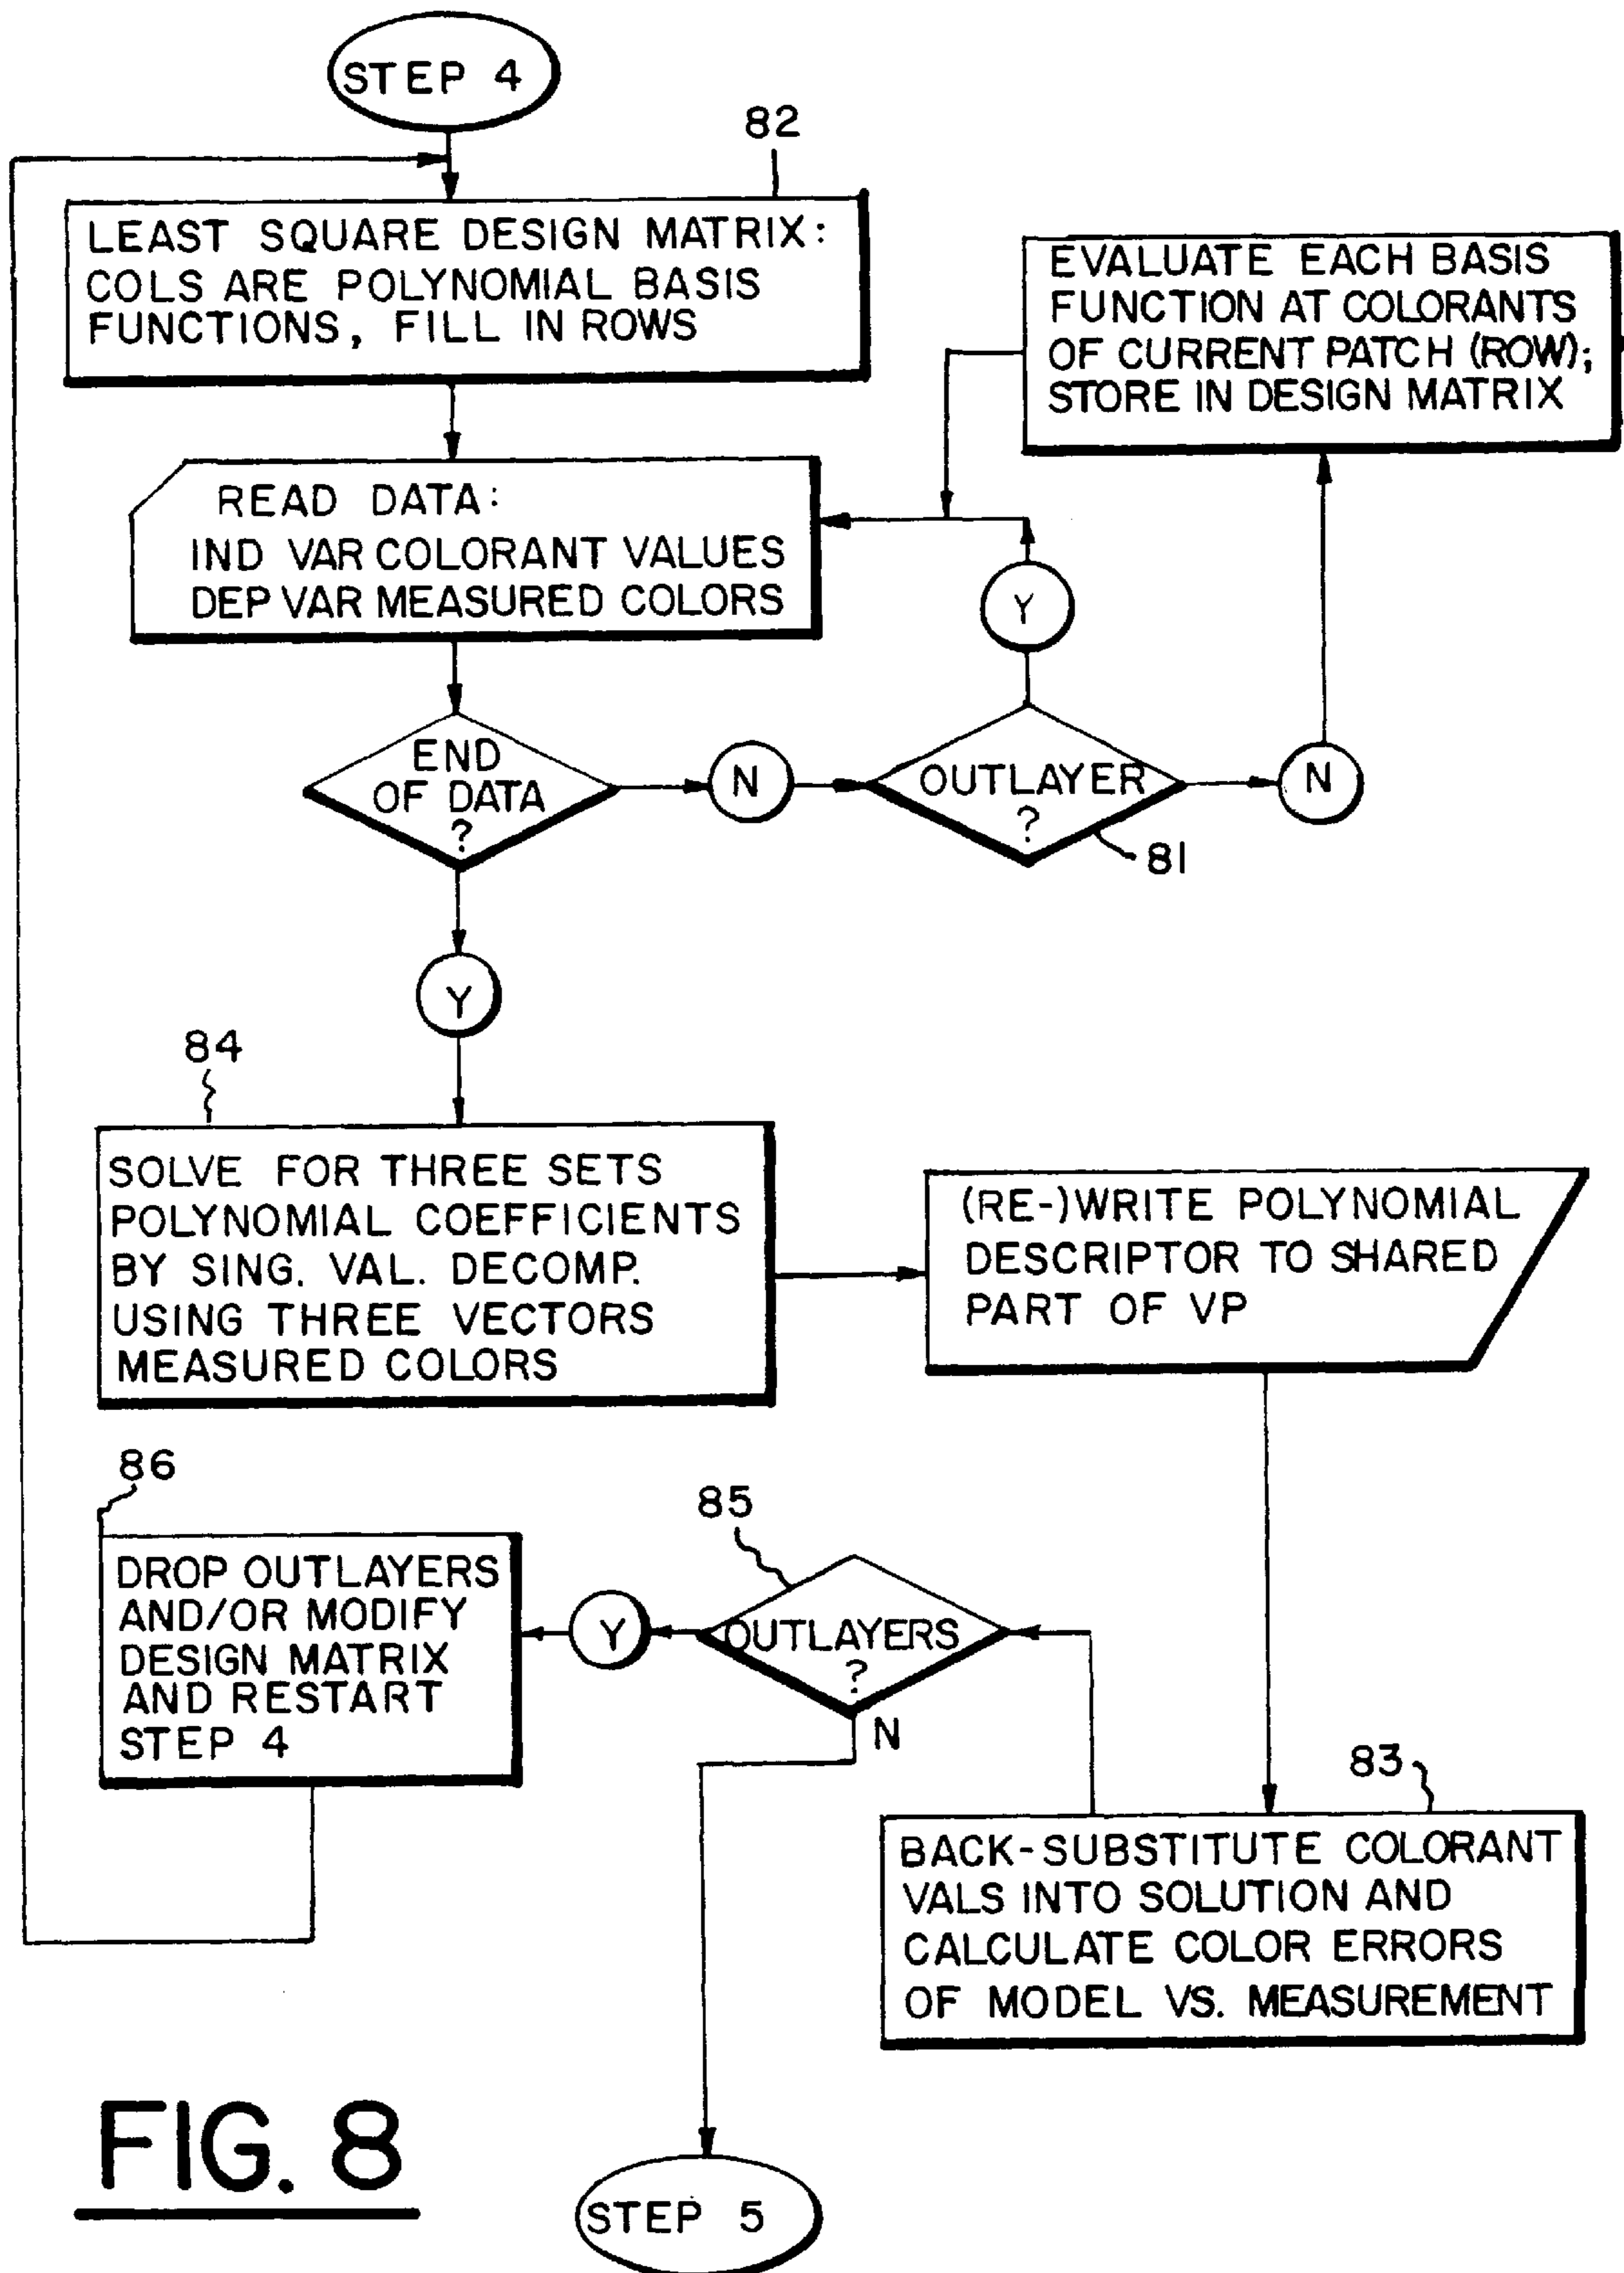 STEP 4
82
LEAST SQUARE DESIGN MATRIX:
COLS ARE POLYNOMIAL BASIS
FUNCTIONS, FILL IN ROWS
EVALUATE EACH BASIS
FUNCTION AT COLORANTS
OF CURRENT PATCH (ROW);
STORE IN DESIGN MATRIX
READ DATA:
IND VAR COLORANT VALUES
DEP VAR MEASURED COLORS
Y
END
OF DATA
?
N
OUTLAYER
?
N
81
Y
84
SOLVE FOR THREE SETS
POLYNOMIAL COEFFICIENTS
BY SING. VAL. DECOMP.
USING THREE VECTORS
MEASURED COLORS
(RE-)WRITE POLYNOMIAL
DESCRIPTOR TO SHARED
PART OF VP
86
DROP OUTLAYERS
AND/OR MODIFY
DESIGN MATRIX
AND RESTART
STEP 4
Y
85
OUTLAYERS
?
N
83
BACK-SUBSTITUTE COLORANT
VALS INTO SOLUTION AND
CALCULATE COLOR ERRORS
OF MODEL VS. MEASUREMENT
FIG. 8
STEP 5